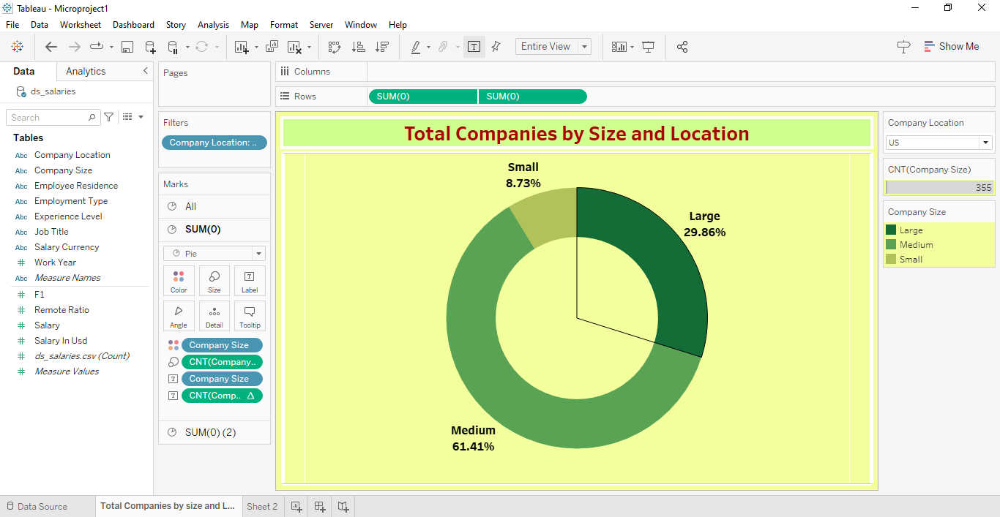 Tableau - Microproject1
File Data Worksheet Dashboard Story Analysis Map Format Server Window Help
Entire View
Show Me
Data Analytics
ds_salaries
Search
Tables
Abc Company Location
Abc Company Size
Abc Employee Residence
Abc Employment Type
Abc Experience Level
Abc Job Title
Abc Salary Currency
Work Year
Abc Measure Names
F1
Remote Ratio
Salary
Salary In Usd
ds_salaries.csv (Count)
Measure Values
Pages
Filters
Company Location: ..
Marks
All
SUM(0)
Pie
Color Size Label
Angle Detail Tooltip
Company Size
CNT(Company..
Company Size
CNT(Comp.. Δ
SUM(0) (2)
Columns
Rows SUM(0) SUM(0)
Total Companies by Size and Location
Small
8.73%
Large
29.86%
Medium
61.41%
Company Location
US
CNT(Company Size)
355
Company Size
Large
Medium
Small
Data Source Total Companies by size and L... Sheet 2